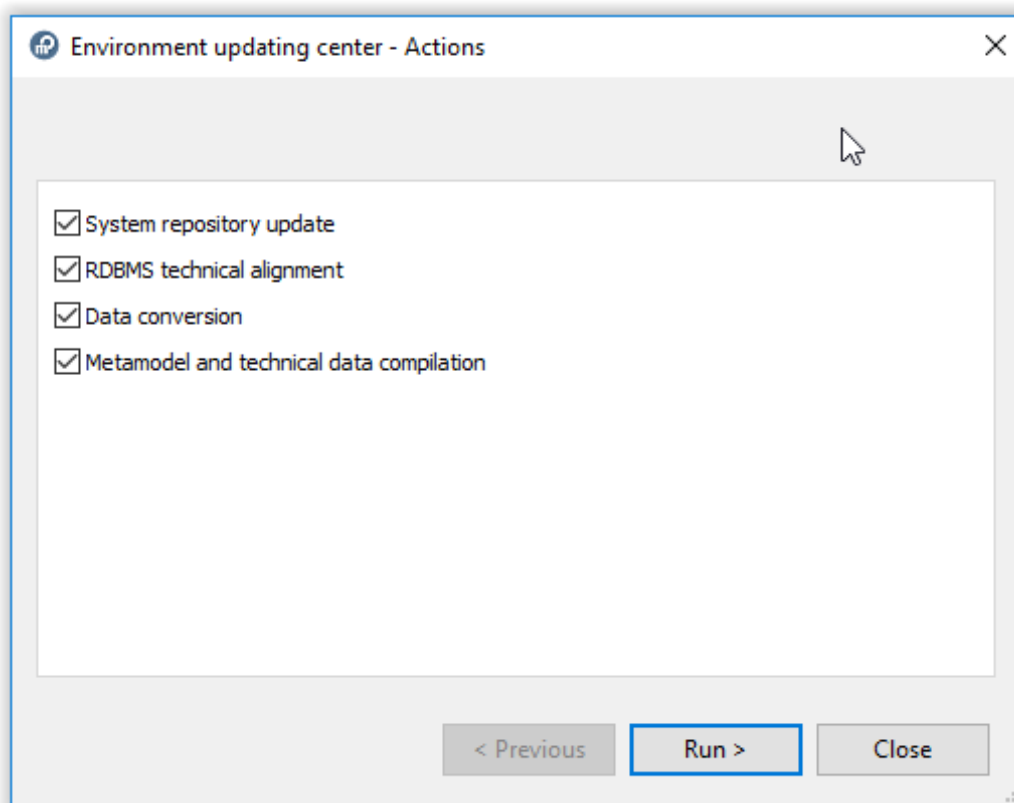 Environment updating center - Actions
System repository update
RDBMS technical alignment
Data conversion
Metamodel and technical data compilation
< Previous
Run >
Close